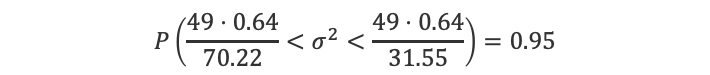 P(49 · 0.64 / 70.22 < σ² < 49 · 0.64 / 31.55) = 0.95